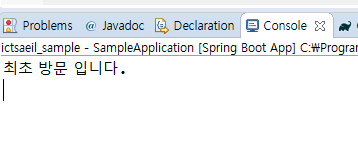 Problems @ Javadoc Declaration Console
ictsaeil_sample - SampleApplication [Spring Boot App] C:₩Progra
최초 방문 입니다.